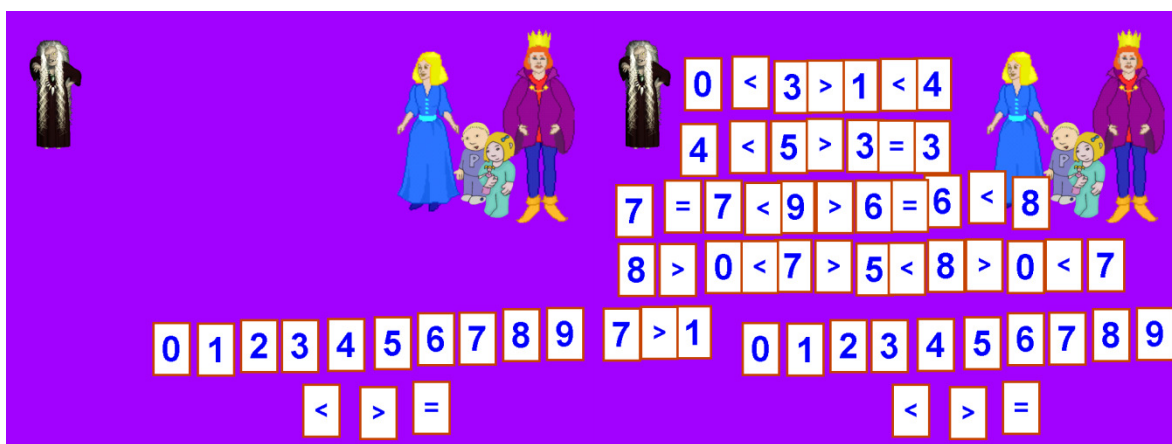 0 < 3 > 1 < 4
4 < 5 > 3 = 3
7 = 7 < 9 > 6 = 6 < 8
8 > 0 < 7 > 5 < 8 > 0 < 7
0 1 2 3 4 5 6 7 8 9
7 > 1
0 1 2 3 4 5 6 7 8 9
< > =
< > =